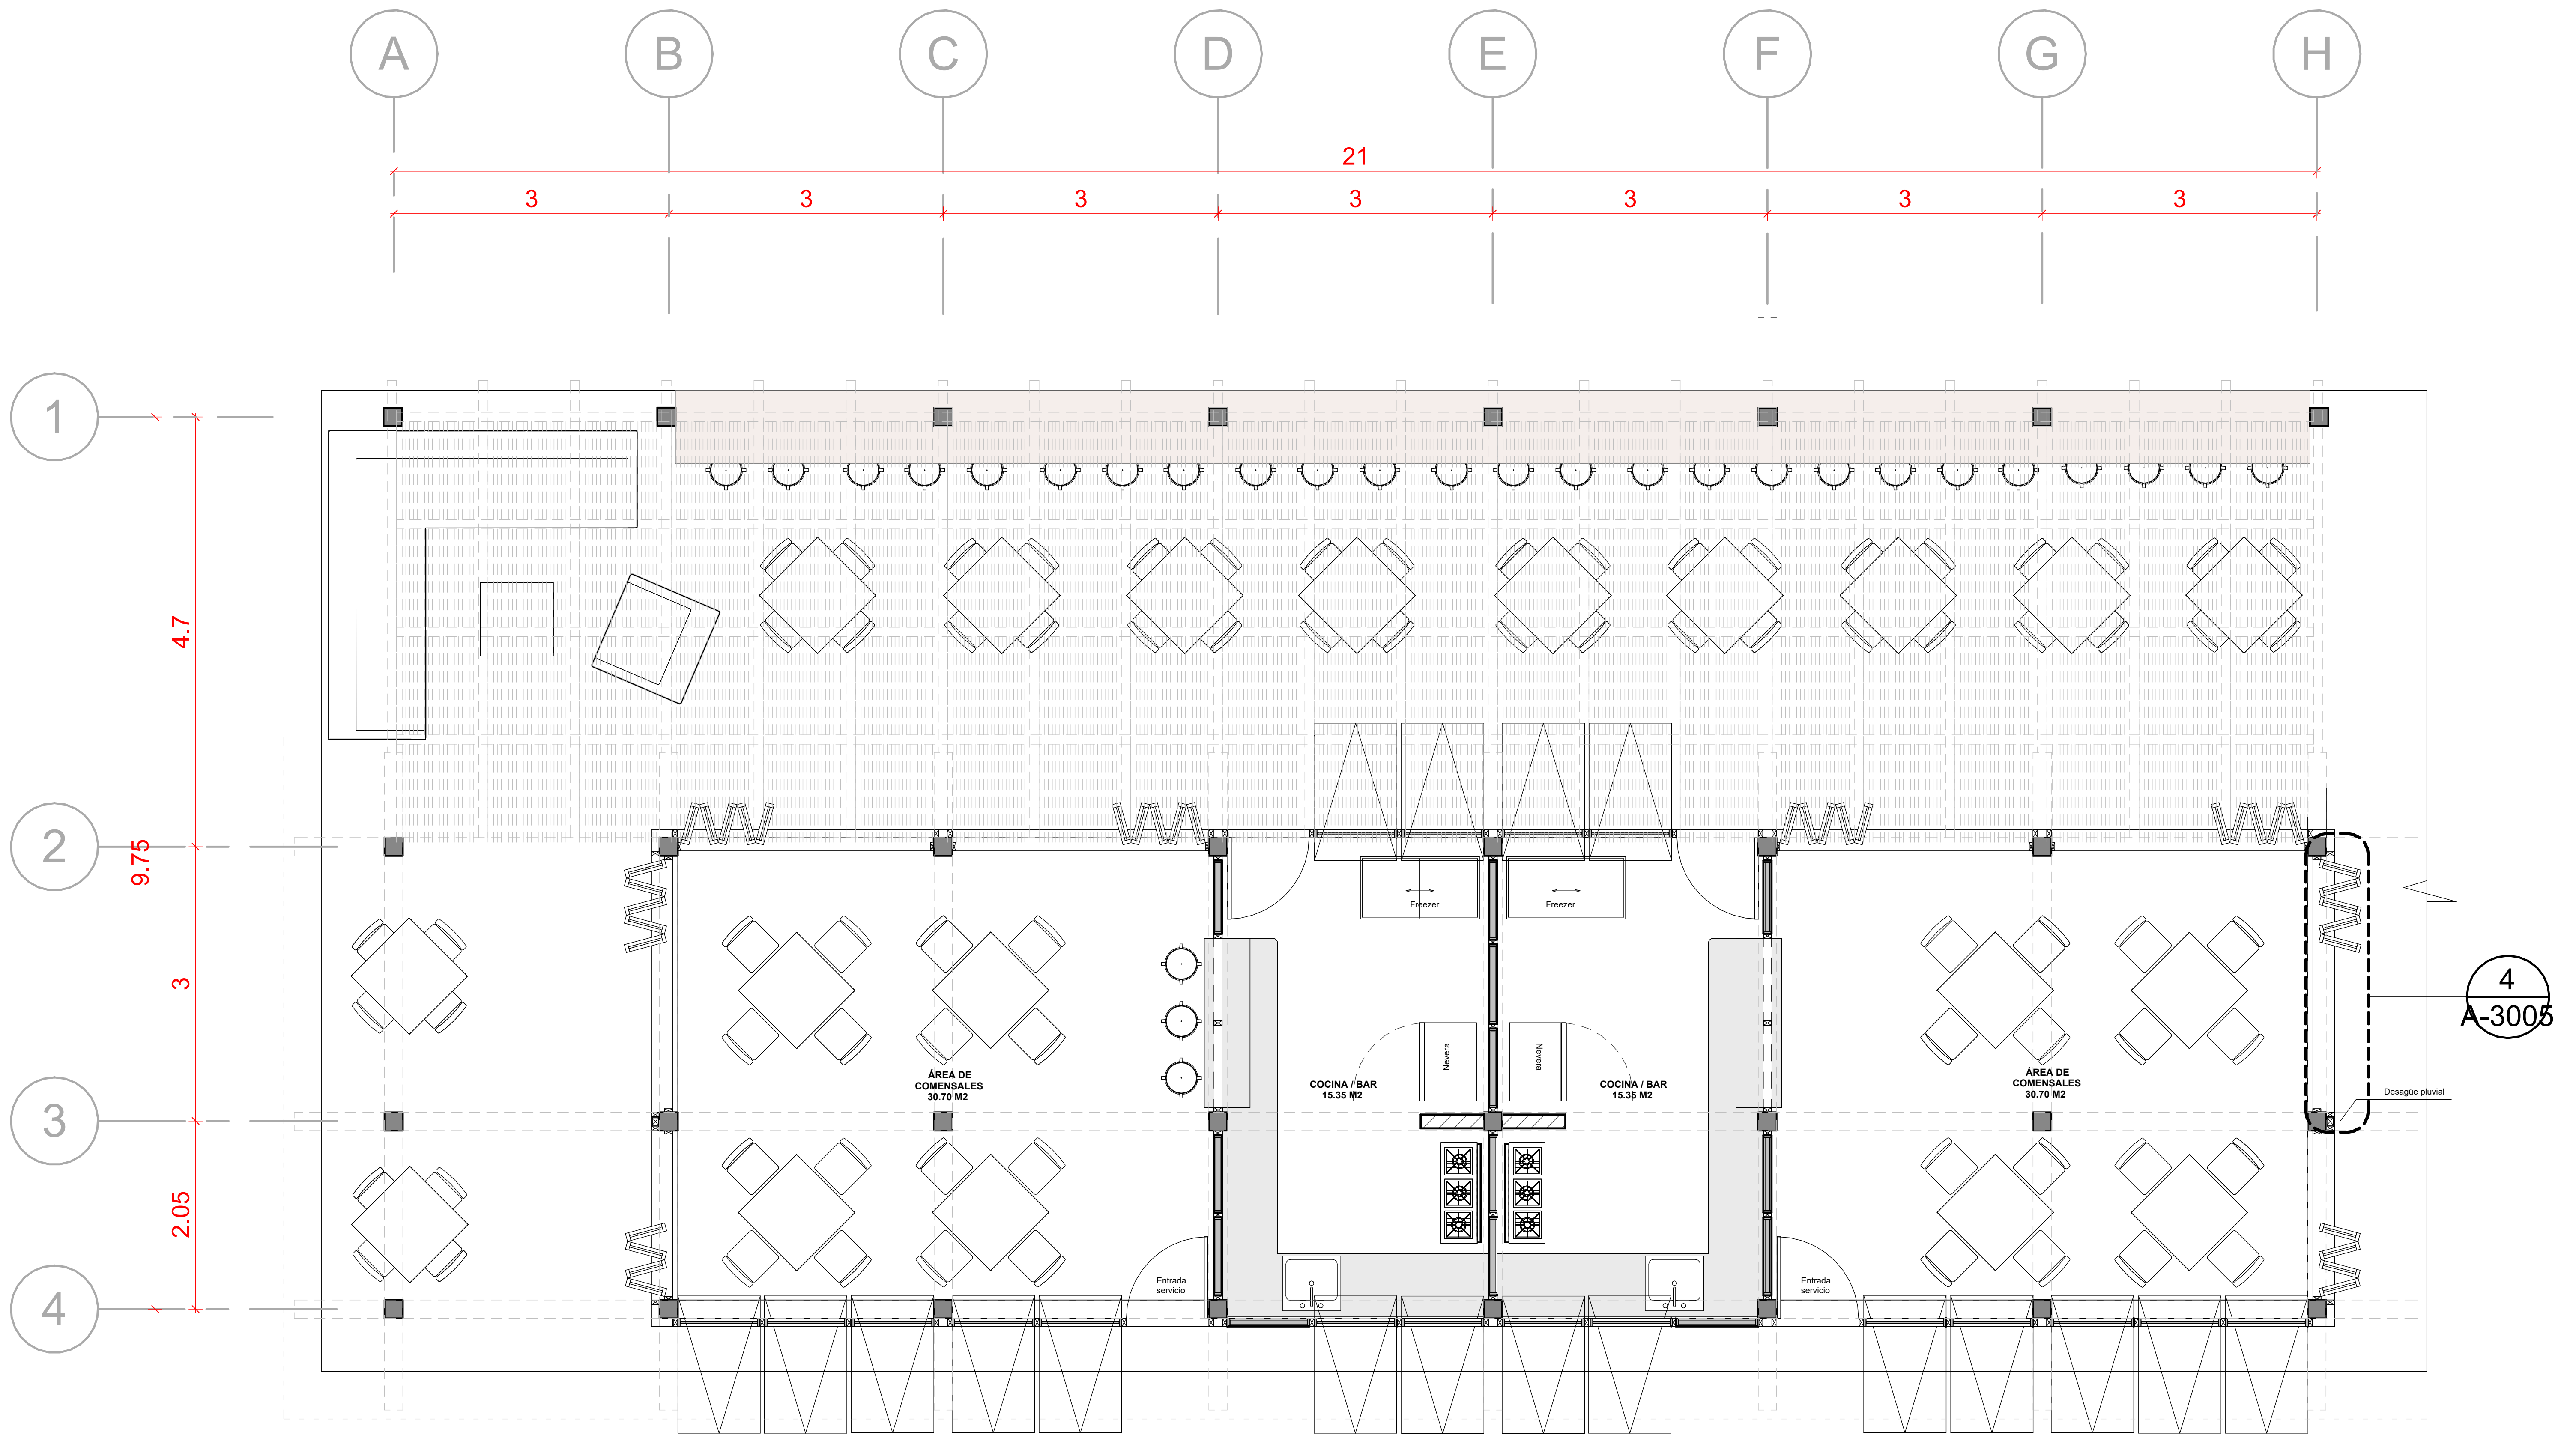 A
B
C
D
E
F
G
H
21
3
3
3
3
3
3
3
1
4.7
2
9.75
3
3
2.05
4
Freezer
Freezer
Nevera
Nevera
ÁREA DE
COMENSALES
30.70 M2
COCINA / BAR
15.35 M2
COCINA / BAR
15.35 M2
ÁREA DE
COMENSALES
30.70 M2
4
A-3005
Desagüe pluvial
Entrada
servicio
Entrada
servicio